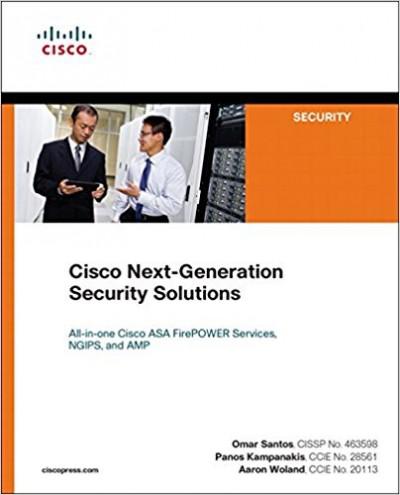 CISCO
SECURITY
Cisco Next-Generation
Security Solutions
All-in-one Cisco ASA FirePOWER Services,
NGIPS, and AMP
Omar Santos, CISSP No. 463598
Panos Kampanakis, CCIE No. 28561
ciscopress.com
Aaron Woland, CCIE No. 20113